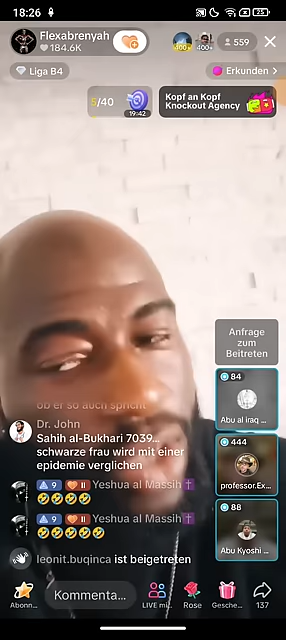 18:26
25
Flexabrenyah
184.6K
400+
400+
559
Liga B4
Erkunden >
5/40
19:42
Kopf an Kopf
Knockout Agency
Anfrage
zum
Beitreten
84
Abu al iraq ...
444
professor.Ex...
88
Abu Kyoshi ...
ob er so auch spricht
Dr. John
Sahih al-Bukhari 7039...
schwarze frau wird mit einer
epidemie verglichen
9 II Yeshua al Massih✝️
🤣🤣🤣🤣
9 II Yeshua al Massih✝️
🤣🤣🤣🤣🤣
leonit.buqinca ist beigetreten
Abonn...
Kommenta...
LIVE mi...
Rose
Gesche...
137